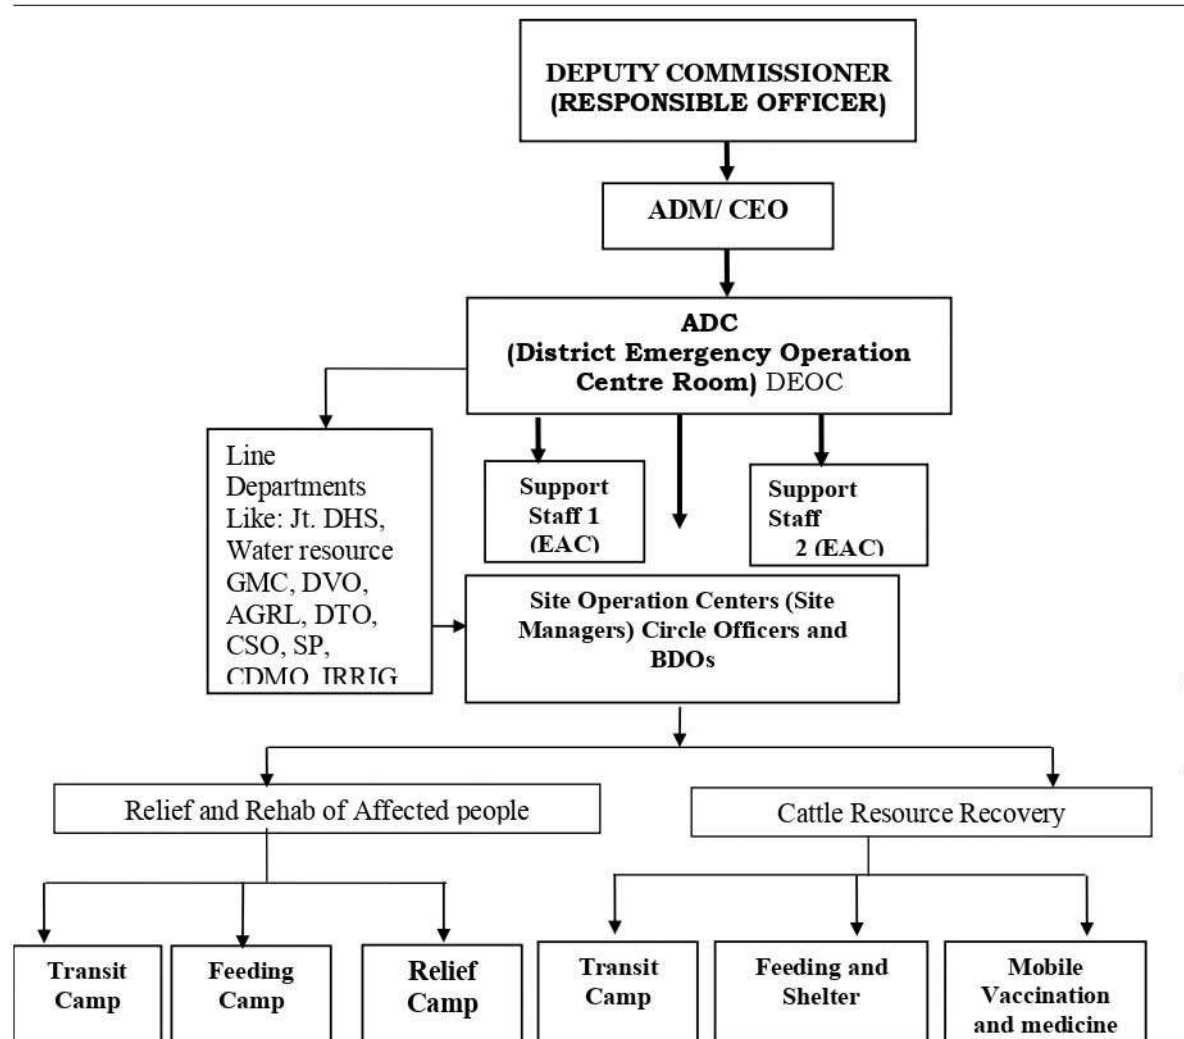 DEPUTY COMMISSIONER
(RESPONSIBLE OFFICER)
ADM/ CEO
ADC
(District Emergency Operation
Centre Room) DEOC
Line
Departments
Like: Jt. DHS,
Water resource
GMC, DVO,
AGRL, DTO,
CSO, SP,
CDMO, IRRIG
Support
Staff 1
(EAC)
Support
Staff
2 (EAC)
Site Operation Centers (Site
Managers) Circle Officers and
BDOs
Relief and Rehab of Affected people
Cattle Resource Recovery
Transit
Camp
Feeding
Camp
Relief
Camp
Transit
Camp
Feeding and
Shelter
Mobile
Vaccination
and medicine